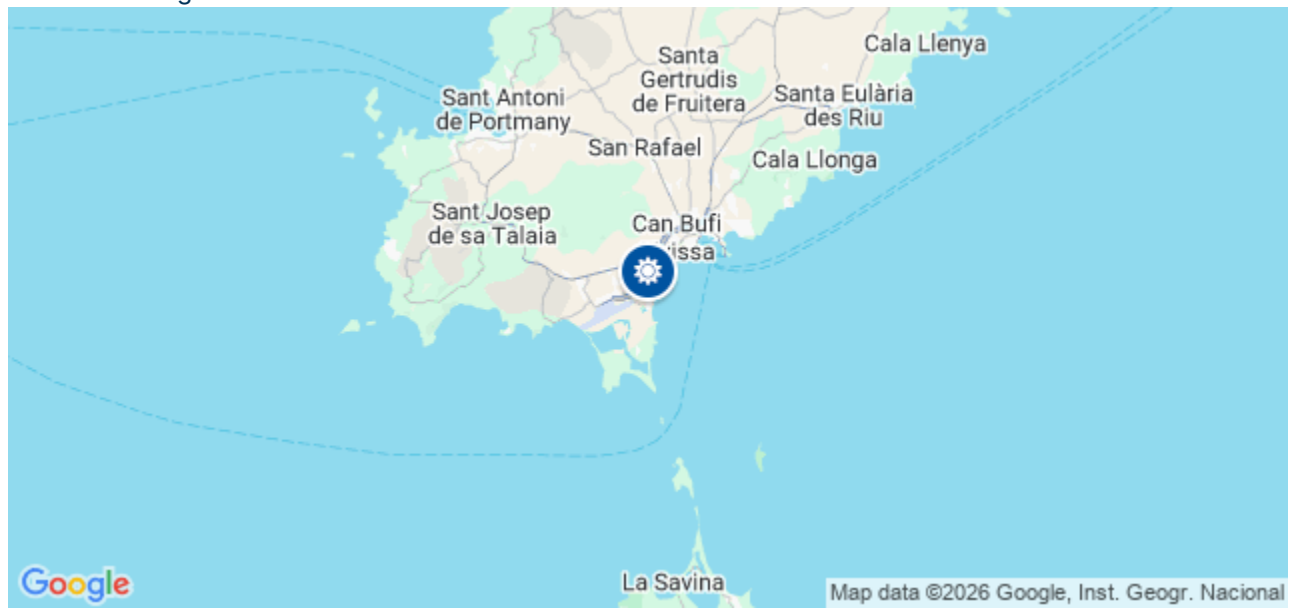 Cala Llenya
Santa
Gertrudis
de Fruitera
Sant Antoni
de Portmany
Santa Eulària
des Riu
San Rafael
Cala Llonga
Sant Josep
de sa Talaia
Can Bufi
issa
La Savina
Google
Map data ©2026 Google, Inst. Geogr. Nacional